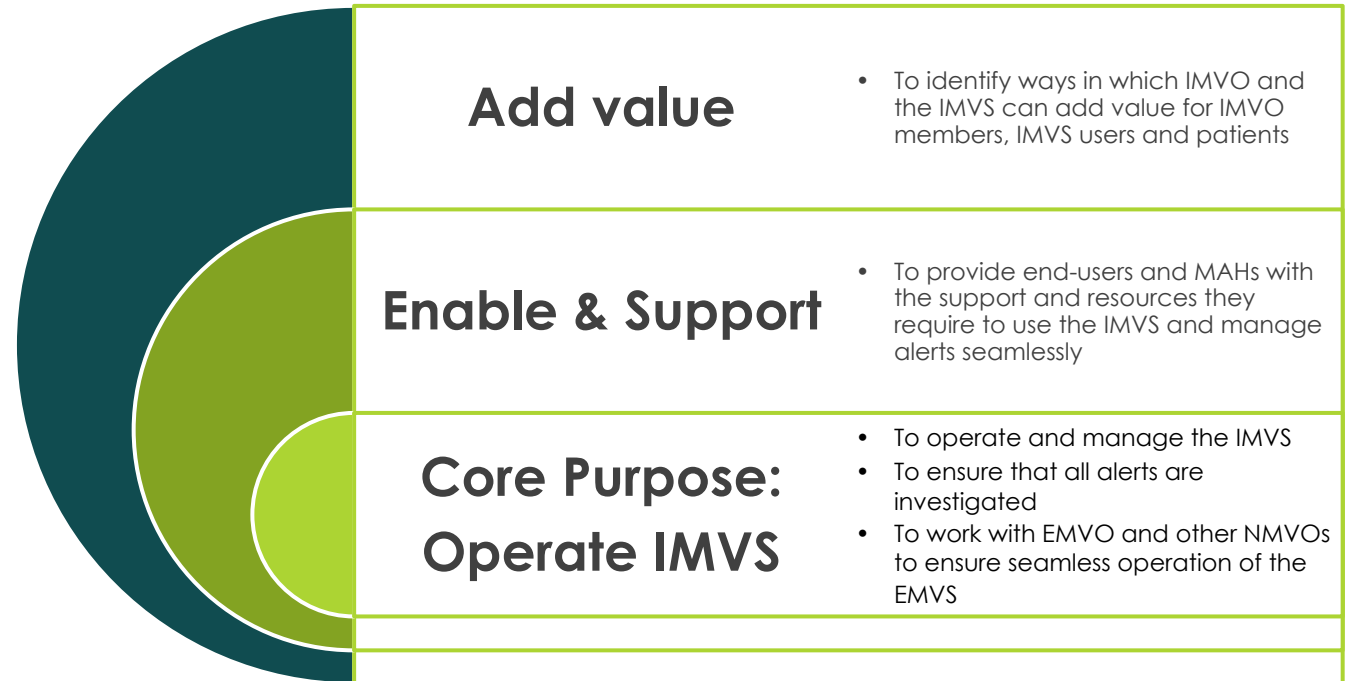 Add value
• To identify ways in which IMVO and
the IMVS can add value for IMVO
members, IMVS users and patients
Enable & Support
• To provide end-users and MAHs with
the support and resources they
require to use the IMVS and manage
alerts seamlessly
Core Purpose:
Operate IMVS
• To operate and manage the IMVS
• To ensure that all alerts are
investigated
• To work with EMVO and other NMVOs
to ensure seamless operation of the
EMVS